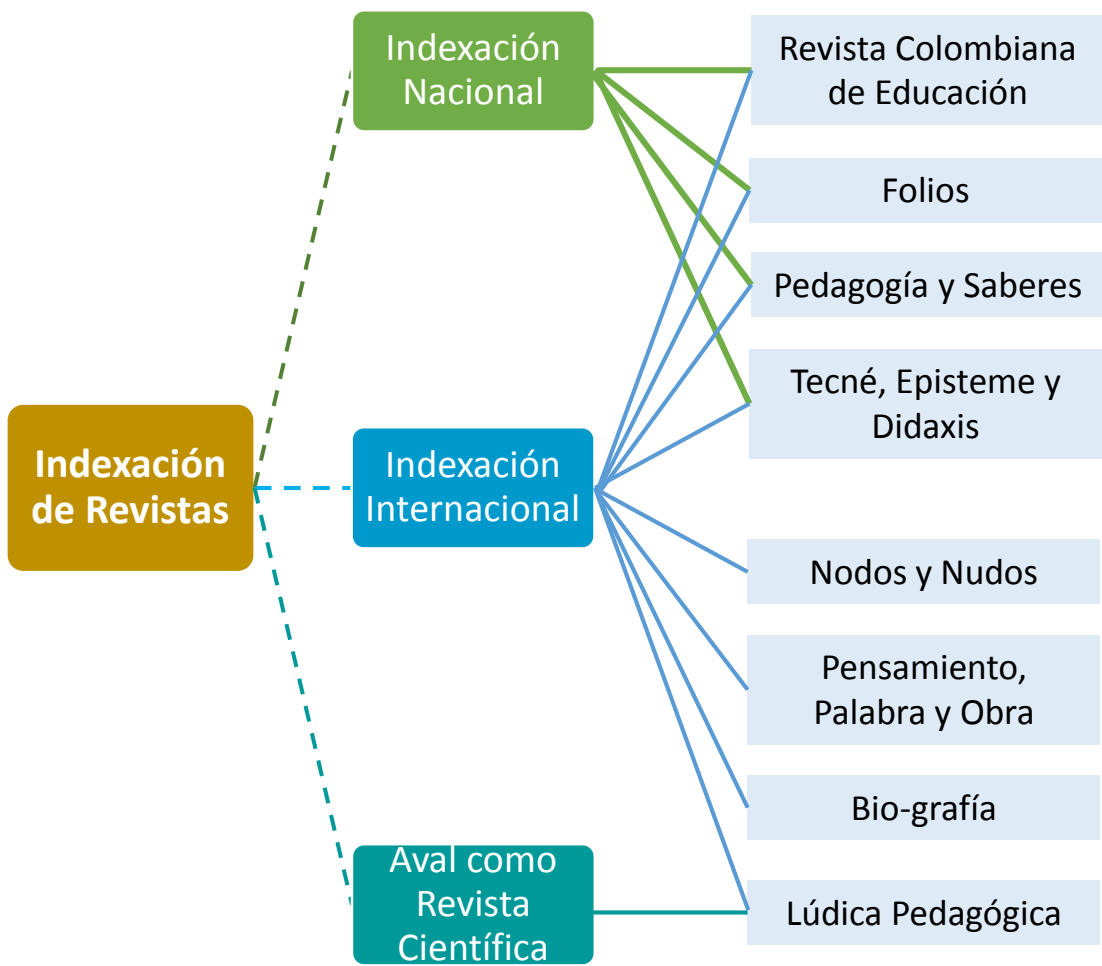 Indexación
de Revistas
Indexación
Nacional
Indexación
Internacional
Aval como
Revista
Científica
Revista Colombiana
de Educación
Folios
Pedagogía y Saberes
Tecné, Episteme y
Didaxis
Nodos y Nudos
Pensamiento,
Palabra y Obra
Bio-grafía
Lúdica Pedagógica